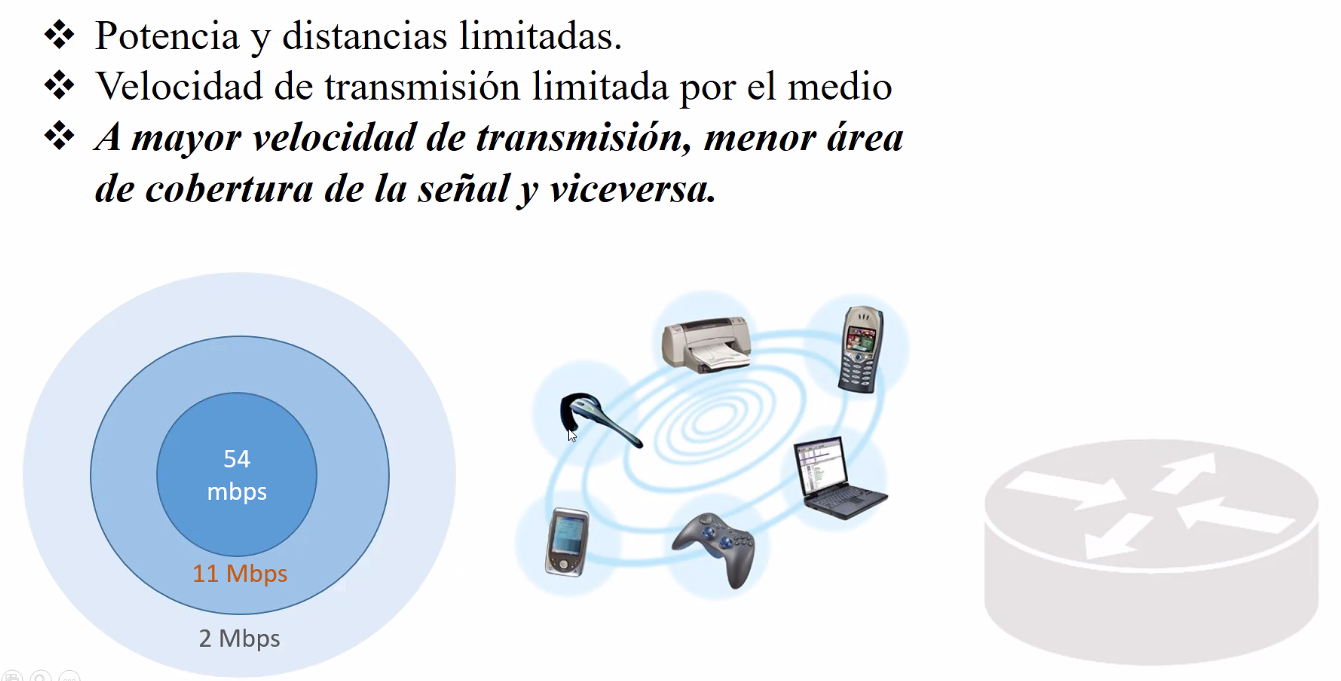 Potencia y distancias limitadas.
Velocidad de transmisión limitada por el medio
A mayor velocidad de transmisión, menor área
de cobertura de la señal y viceversa.
54
mbps
11 Mbps
2 Mbps